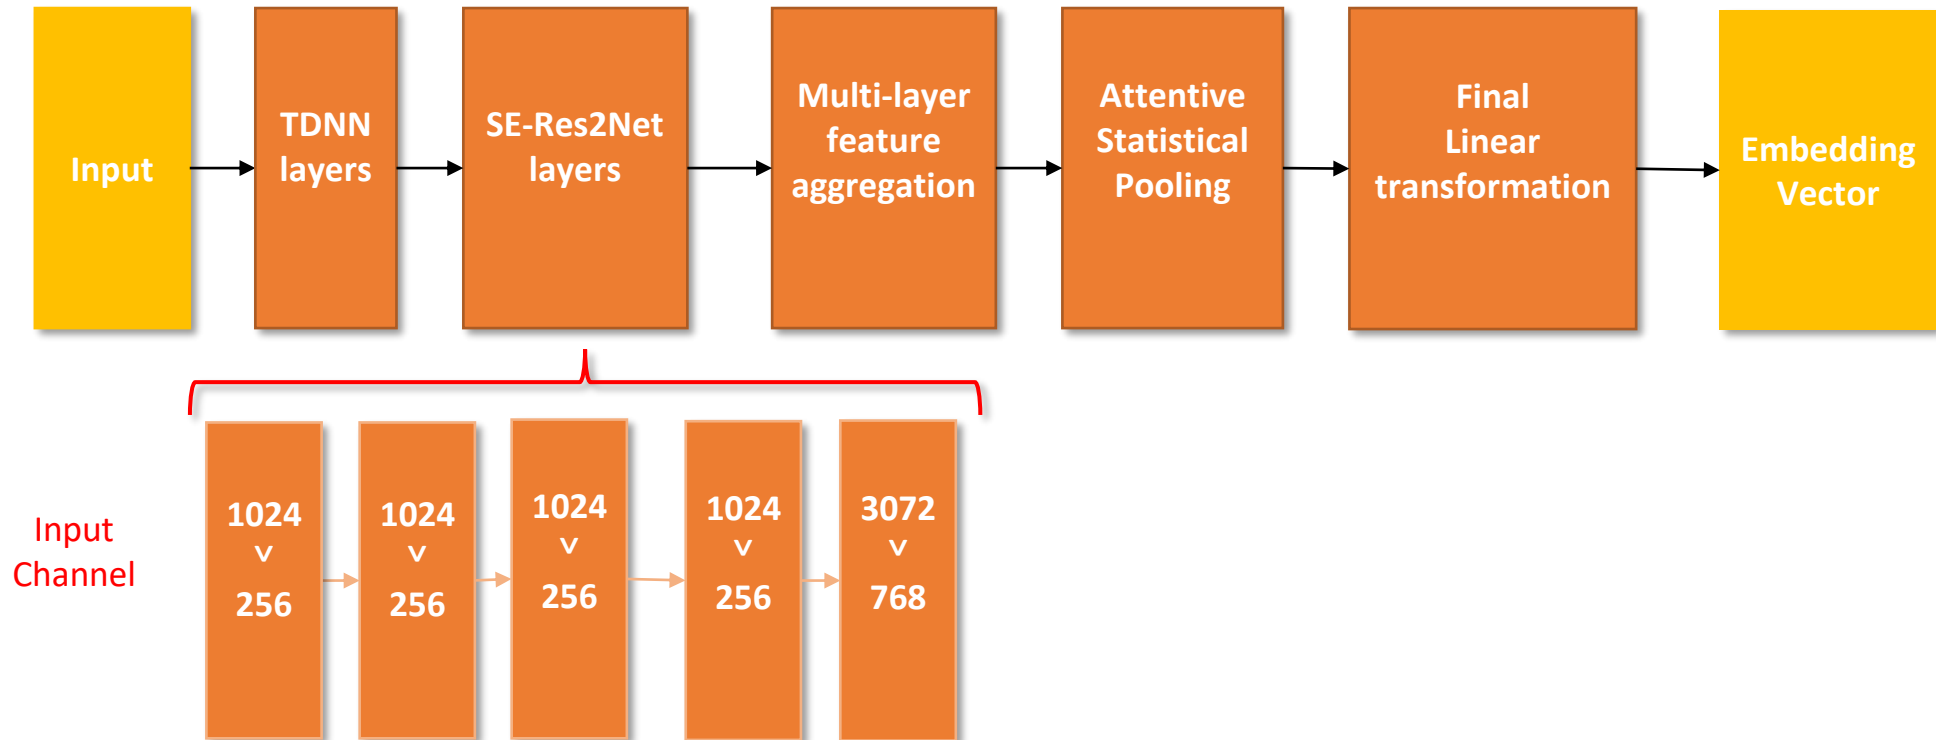 Input
TDNN
layers
SE-Res2Net
layers
Multi-layer
feature
aggregation
Attentive
Statistical
Pooling
Final
Linear
transformation
Embedding
Vector
Input
Channel
1024
v
256
1024
v
256
1024
v
256
1024
v
256
3072
v
768